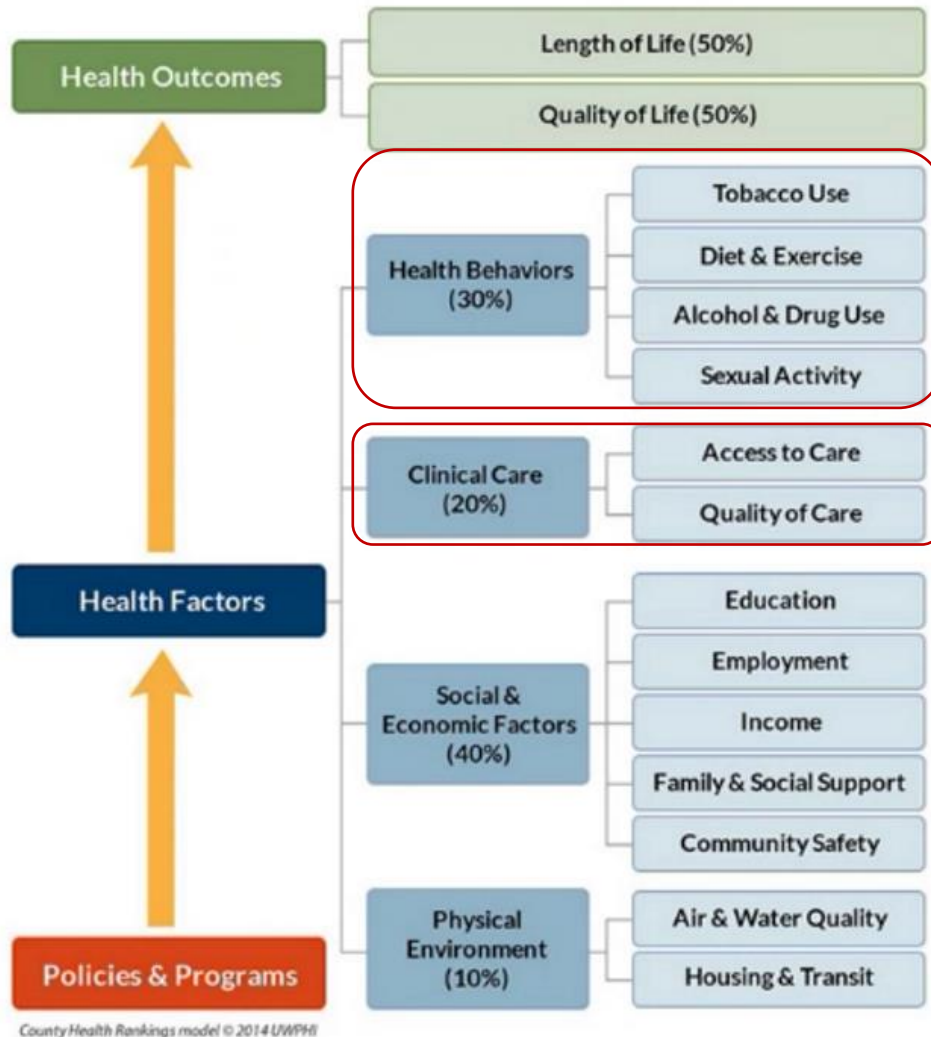 Health Outcomes
Length of Life (50%)
Quality of Life (50%)
Health Behaviors
(30%)
Tobacco Use
Diet & Exercise
Alcohol & Drug Use
Sexual Activity
Clinical Care
(20%)
Access to Care
Quality of Care
Health Factors
Social &
Economic Factors
(40%)
Education
Employment
Income
Family & Social Support
Community Safety
Physical
Environment
(10%)
Air & Water Quality
Housing & Transit
Policies & Programs
County Health Rankings model © 2014 UWPHI